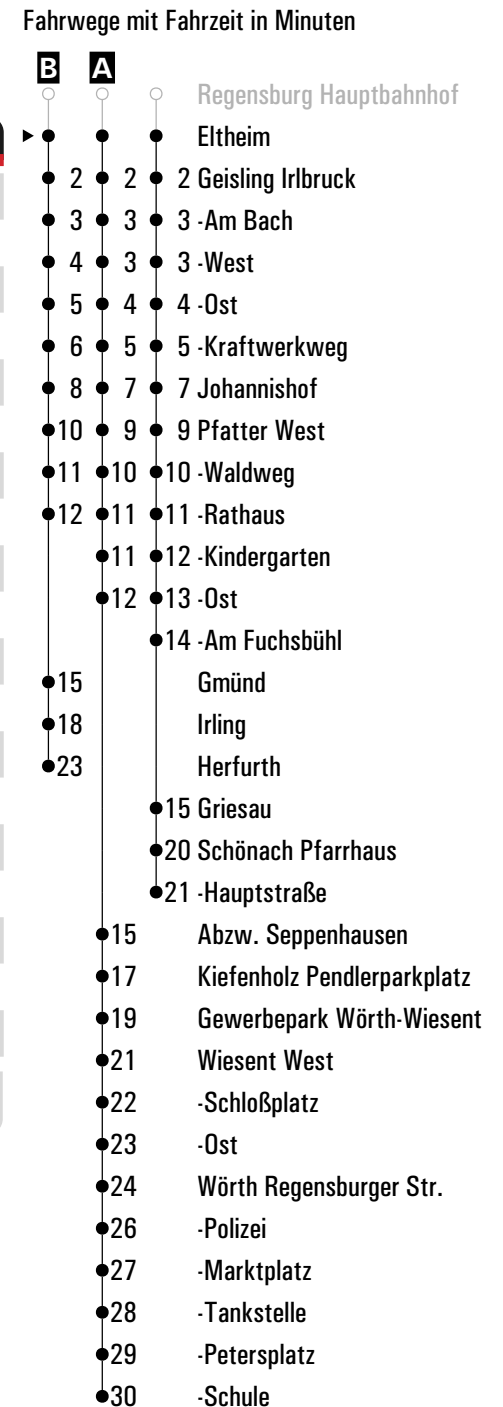 Fahrwege mit Fahrzeit in Minuten
B A
Regensburg Hauptbahnhof
Eltheim
2 2 2 Geisling Irlbruck
3 3 3 -Am Bach
4 3 3 -West
5 4 4 -Ost
6 5 5 -Kraftwerkweg
8 7 7 Johannishof
10 9 9 Pfatter West
11 10 10 -Waldweg
12 11 11 -Rathaus
11 12 -Kindergarten
12 13 -Ost
14 -Am Fuchsbühl
15 Gmünd
18 Irling
23 Herfurth
15 Griesau
20 Schönach Pfarrhaus
21 -Hauptstraße
15 Abzw. Seppenhausen
17 Kiefenholz Pendlerparkplatz
19 Gewerbepark Wörth-Wiesent
21 Wiesent West
22 -Schloßplatz
23 -Ost
24 Wörth Regensburger Str.
26 -Polizei
27 -Marktplatz
28 -Tankstelle
29 -Petersplatz
30 -Schule